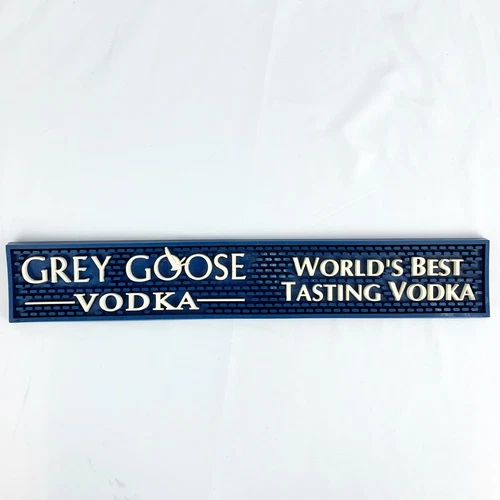 GREY GOOSE
VODKA
WORLD'S BEST
TASTING VODKA